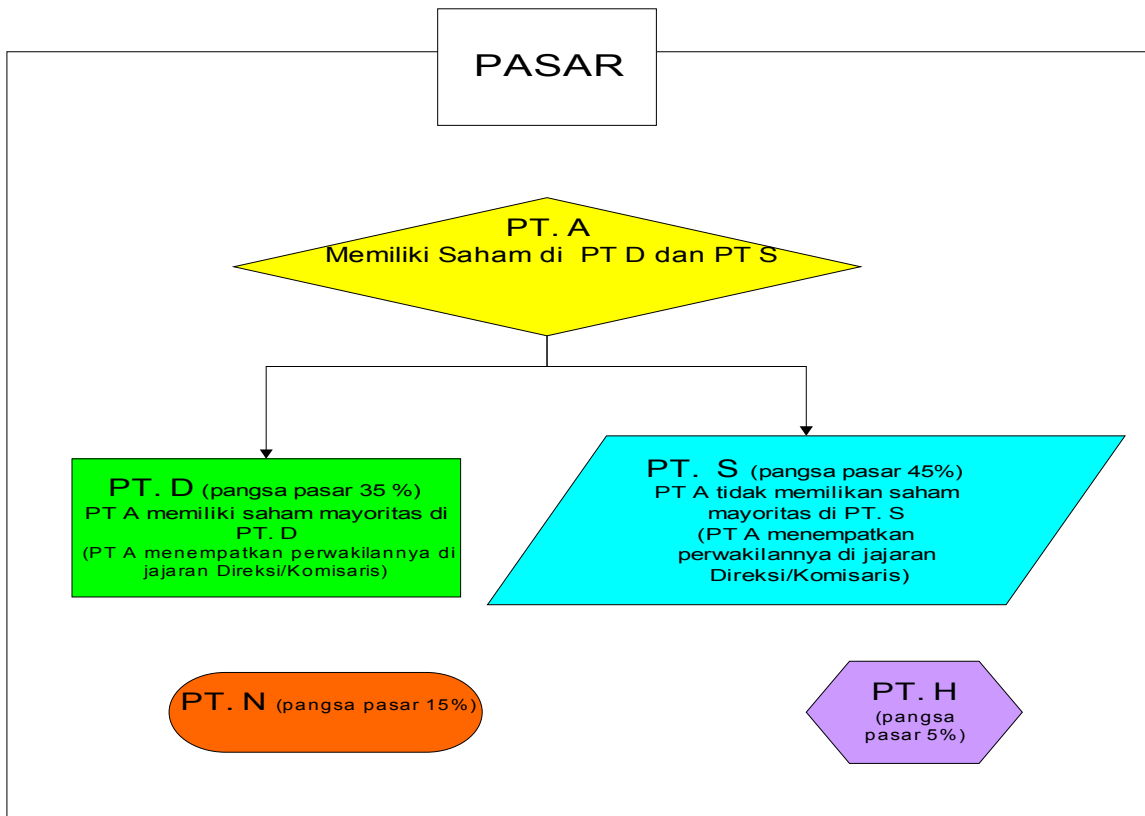 PASAR
PT. A
Memiliki Saham di PT D dan PT S
PT. D (pangsa pasar 35 %)
PT A memiliki saham mayoritas di
PT. D
(PT A menempatkan perwakilannya di
jajaran Direksi/Komisaris)
PT. S (pangsa pasar 45%)
PT A tidak memilikan saham
mayoritas di PT. S
(PT A menempatkan
perwakilannya di jajaran
Direksi/Komisaris)
PT. N (pangsa pasar 15%)
PT. H
(pangsa
pasar 5%)